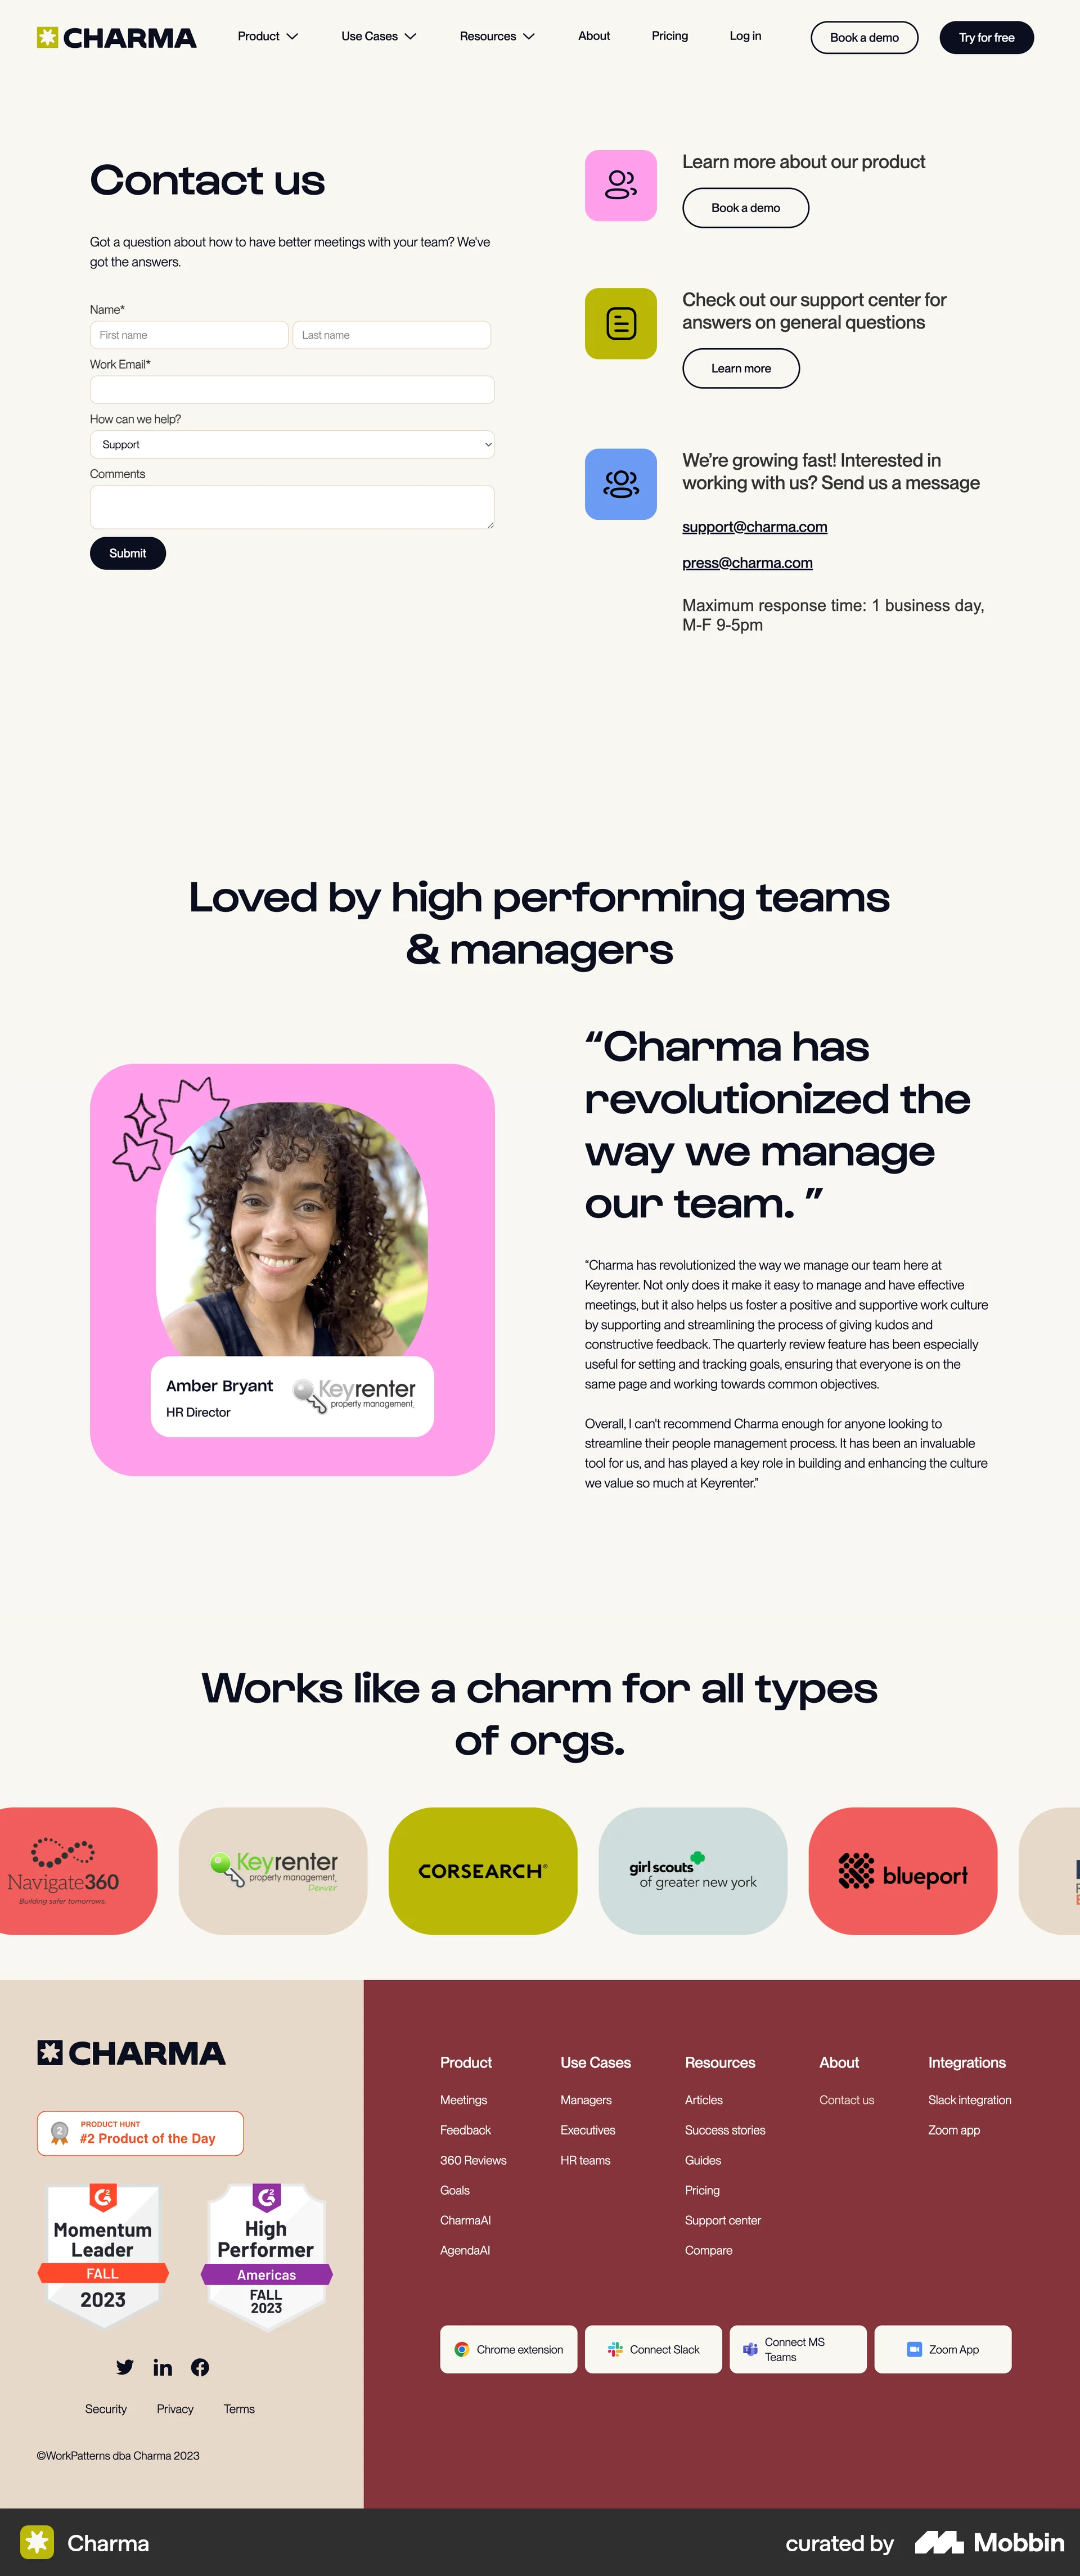 CHARMA
Product
Use Cases
Resources
About
Pricing
Log in
Book a demo
Try for free
Contact us
Got a question about how to have better meetings with your team? We've
got the answers.
Name*
First name
Last name
Work Email*
How can we help?
Support
Comments
Submit
Learn more about our product
Book a demo
Check out our support center for
answers on general questions
Learn more
We're growing fast! Interested in
working with us? Send us a message
support@charma.com
press@charma.com
Maximum response time: 1 business day,
M-F 9-5pm
Loved by high performing teams
& managers
Amber Bryant
HR Director
Keyrenter
property management
“Charma has
revolutionized the
way we manage
our team. ”
“Charma has revolutionized the way we manage our team here at
Keyrenter. Not only does it make it easy to manage and have effective
meetings, but it also helps us foster a positive and supportive work culture
by supporting and streamlining the process of giving kudos and
constructive feedback. The quarterly review feature has been especially
useful for setting and tracking goals, ensuring that everyone is on the
same page and working towards common objectives.
Overall, I can't recommend Charma enough for anyone looking to
streamline their people management process. It has been an invaluable
tool for us, and has played a key role in building and enhancing the culture
we value so much at Keyrenter.”
Works like a charm for all types
of orgs.
Navigate360
Building safer tomorrows.
Keyrenter
property management
Denver
CORSEARCH®
girl scouts
of greater new york
blueport
CHARMA
PRODUCT HUNT
2
#2 Product of the Day
G2
Momentum
Leader
FALL
2023
G2
High
Performer
Americas
FALL
2023
Security
Privacy
Terms
©WorkPatterns dba Charma 2023
Product
Meetings
Feedback
360 Reviews
Goals
CharmaAI
AgendaAI
Use Cases
Managers
Executives
HR teams
Resources
Articles
Success stories
Guides
Pricing
Support center
Compare
About
Contact us
Integrations
Slack integration
Zoom app
Chrome extension
Connect Slack
Connect MS
Teams
Zoom App
Charma
curated by
Mobbin